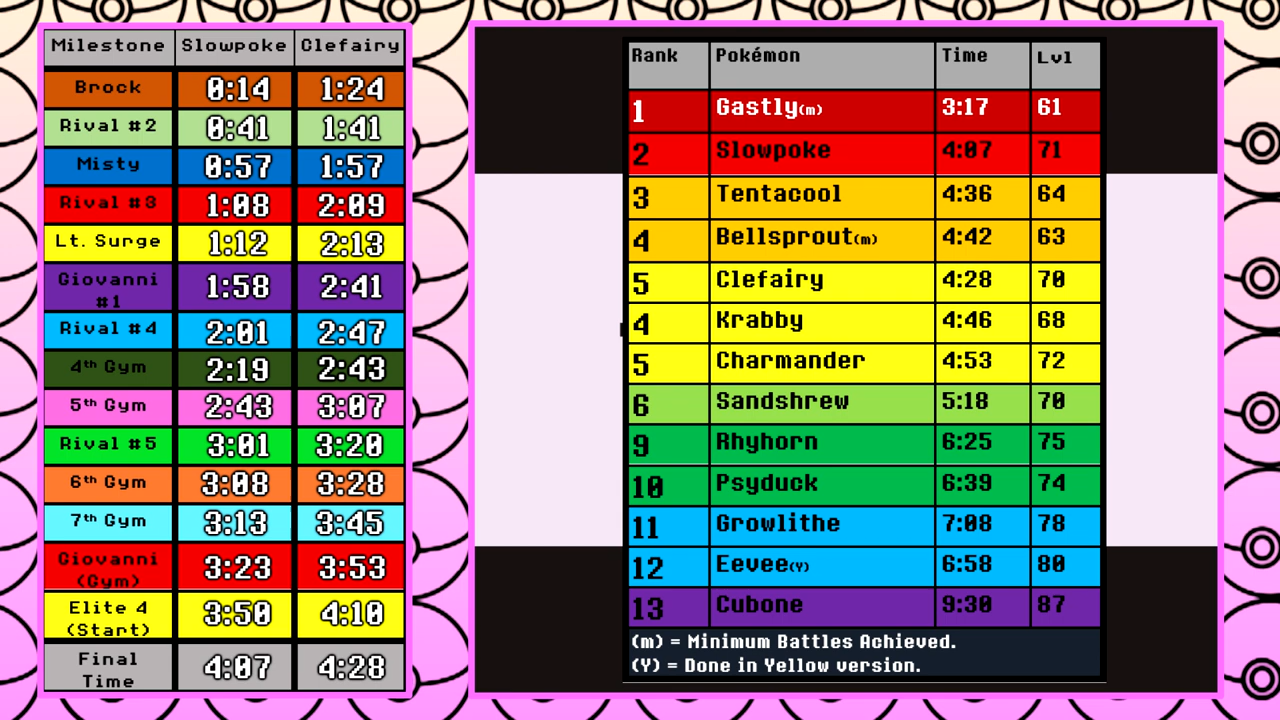 Milestone Slowpoke Clefairy
Brock 0:14 1:24
Rival #2 0:41 1:41
Misty 0:57 1:57
Rival #3 1:08 2:09
Lt. Surge 1:12 2:13
Giovanni
#1 1:58 2:41
Rival #4 2:01 2:47
4th Gym 2:19 2:43
5th Gym 2:43 3:07
Rival #5 3:01 3:20
6th Gym 3:08 3:28
7th Gym 3:13 3:45
Giovanni
(Gym) 3:23 3:53
Elite 4
(Start) 3:50 4:10
Final
Time 4:07 4:28
Rank Pokémon Time Lvl
1 Gastly(m) 3:17 61
2 Slowpoke 4:07 71
3 Tentacool 4:36 64
4 Bellsprout(m) 4:42 63
5 Clefairy 4:28 70
4 Krabby 4:46 68
5 Charmander 4:53 72
6 Sandshrew 5:18 70
9 Rhyhorn 6:25 75
10 Psyduck 6:39 74
11 Growlithe 7:08 78
12 Eevee(Y) 6:58 80
13 Cubone 9:30 87
(m) = Minimum Battles Achieved.
(Y) = Done in Yellow version.